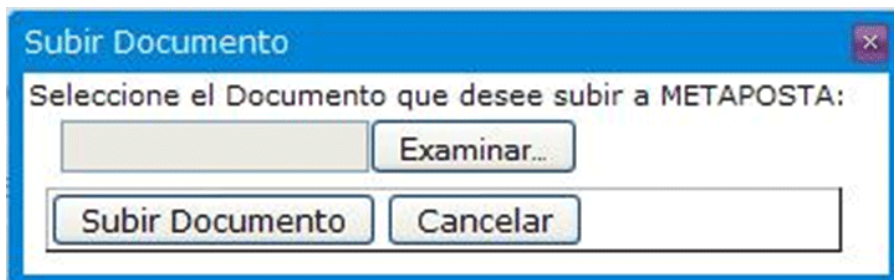 Subir Documento
Seleccione el Documento que desee subir a METAPOSTA:
Examinar...
Subir Documento Cancelar